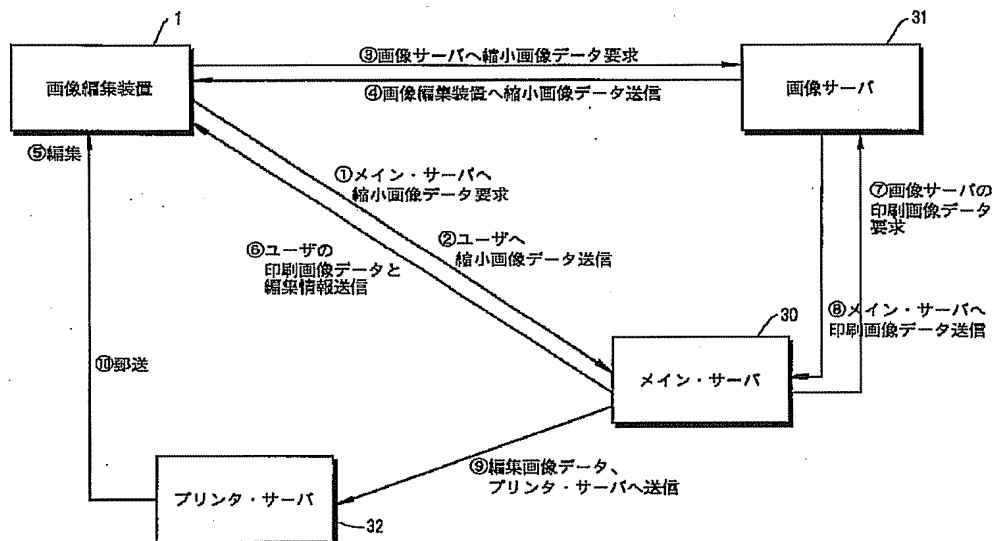 1
31
画像編集装置
③画像サーバへ縮小画像データ要求
④画像編集装置へ縮小画像データ送信
画像サーバ
⑤編集
①メイン・サーバへ
縮小画像データ要求
②ユーザへ
縮小画像データ送信
⑥ユーザの
印刷画像データと
編集情報送信
⑦画像サーバの
印刷画像データ
要求
30
⑧メイン・サーバへ
印刷画像データ送信
メイン・サーバ
⑩郵送
⑨編集画像データ、
プリンタ・サーバへ送信
プリンタ・サーバ
32